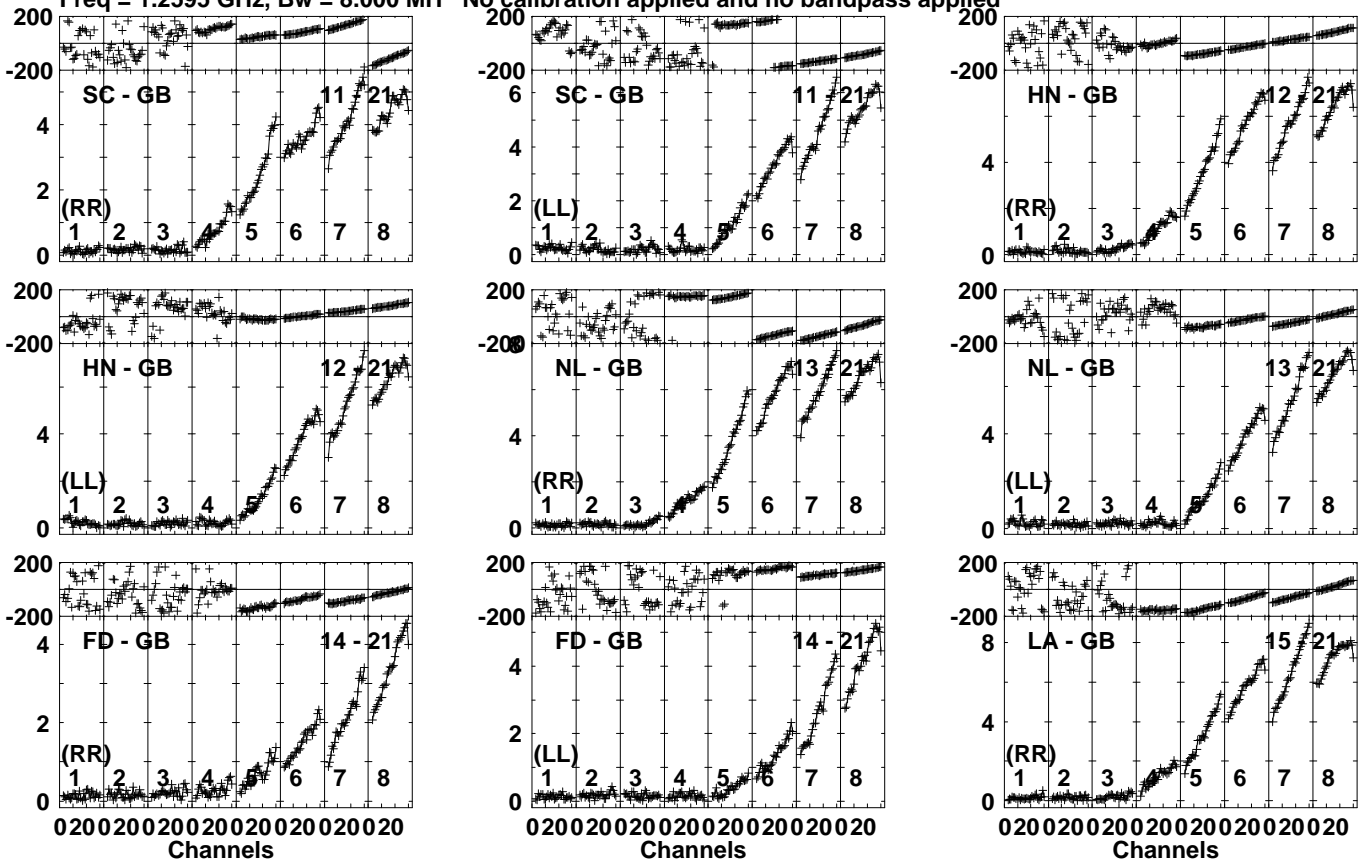 Freq = 1.2595 GHz, Bw = 8.000 MH No calibration applied and no bandpass applied
200 200 200
-200 -200 -200
SC - GB 11 - 21 SC - GB 11 - 21 HN - GB 12 - 21
6
4 4 4
2 2
(RR) (LL) (RR)
1 2 3 4 5 6 7 8 1 2 3 4 5 6 7 8 1 2 3 4 5 6 7 8
0 0 0
200 200 200
-200 -200 -200
8
HN - GB 12 - 21 NL - GB 13 - 21 NL - GB 13 - 21
4 4 4
(LL) (RR) (LL)
1 2 3 4 5 6 7 8 1 2 3 4 5 6 7 8 1 2 3 4 5 6 7 8
0 0 0
200 200 200
-200 -200 -200
FD - GB 14 - 21 FD - GB 14 - 21 LA - GB 15 - 21
8
4 4
2 2 4
(RR) (LL) (RR)
1 2 3 4 5 6 7 8 1 2 3 4 5 6 7 8 1 2 3 4 5 6 7 8
0 0 0
0 20 0 20 0 20 0 20 0 20 0 20 0 20 0 20 0 20 0 20 0 20 0 20 0 20 0 20 0 20 0 20 0 20 0 20 0 20 0 20 0 20 0 20 0 20 0 20
Channels Channels Channels